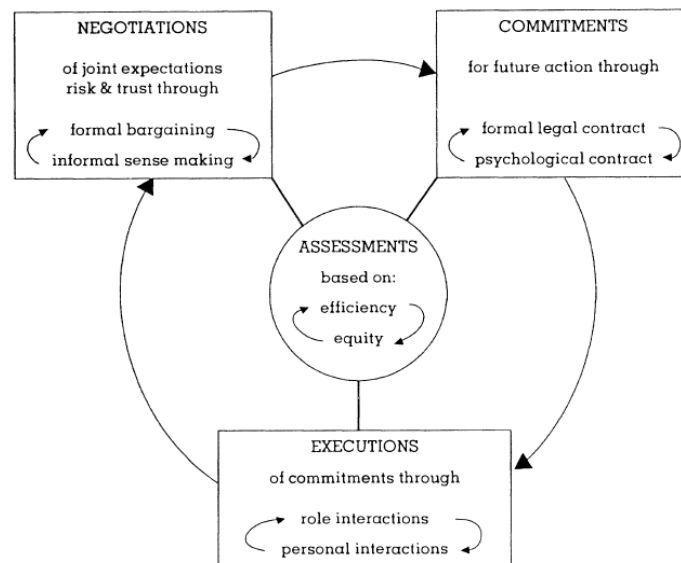 NEGOTIATIONS
of joint expectations
risk & trust through
formal bargaining
informal sense making
COMMITMENTS
for future action through
formal legal contract
psychological contract
ASSESSMENTS
based on:
efficiency
equity
EXECUTIONS
of commitments through
role interactions
personal interactions